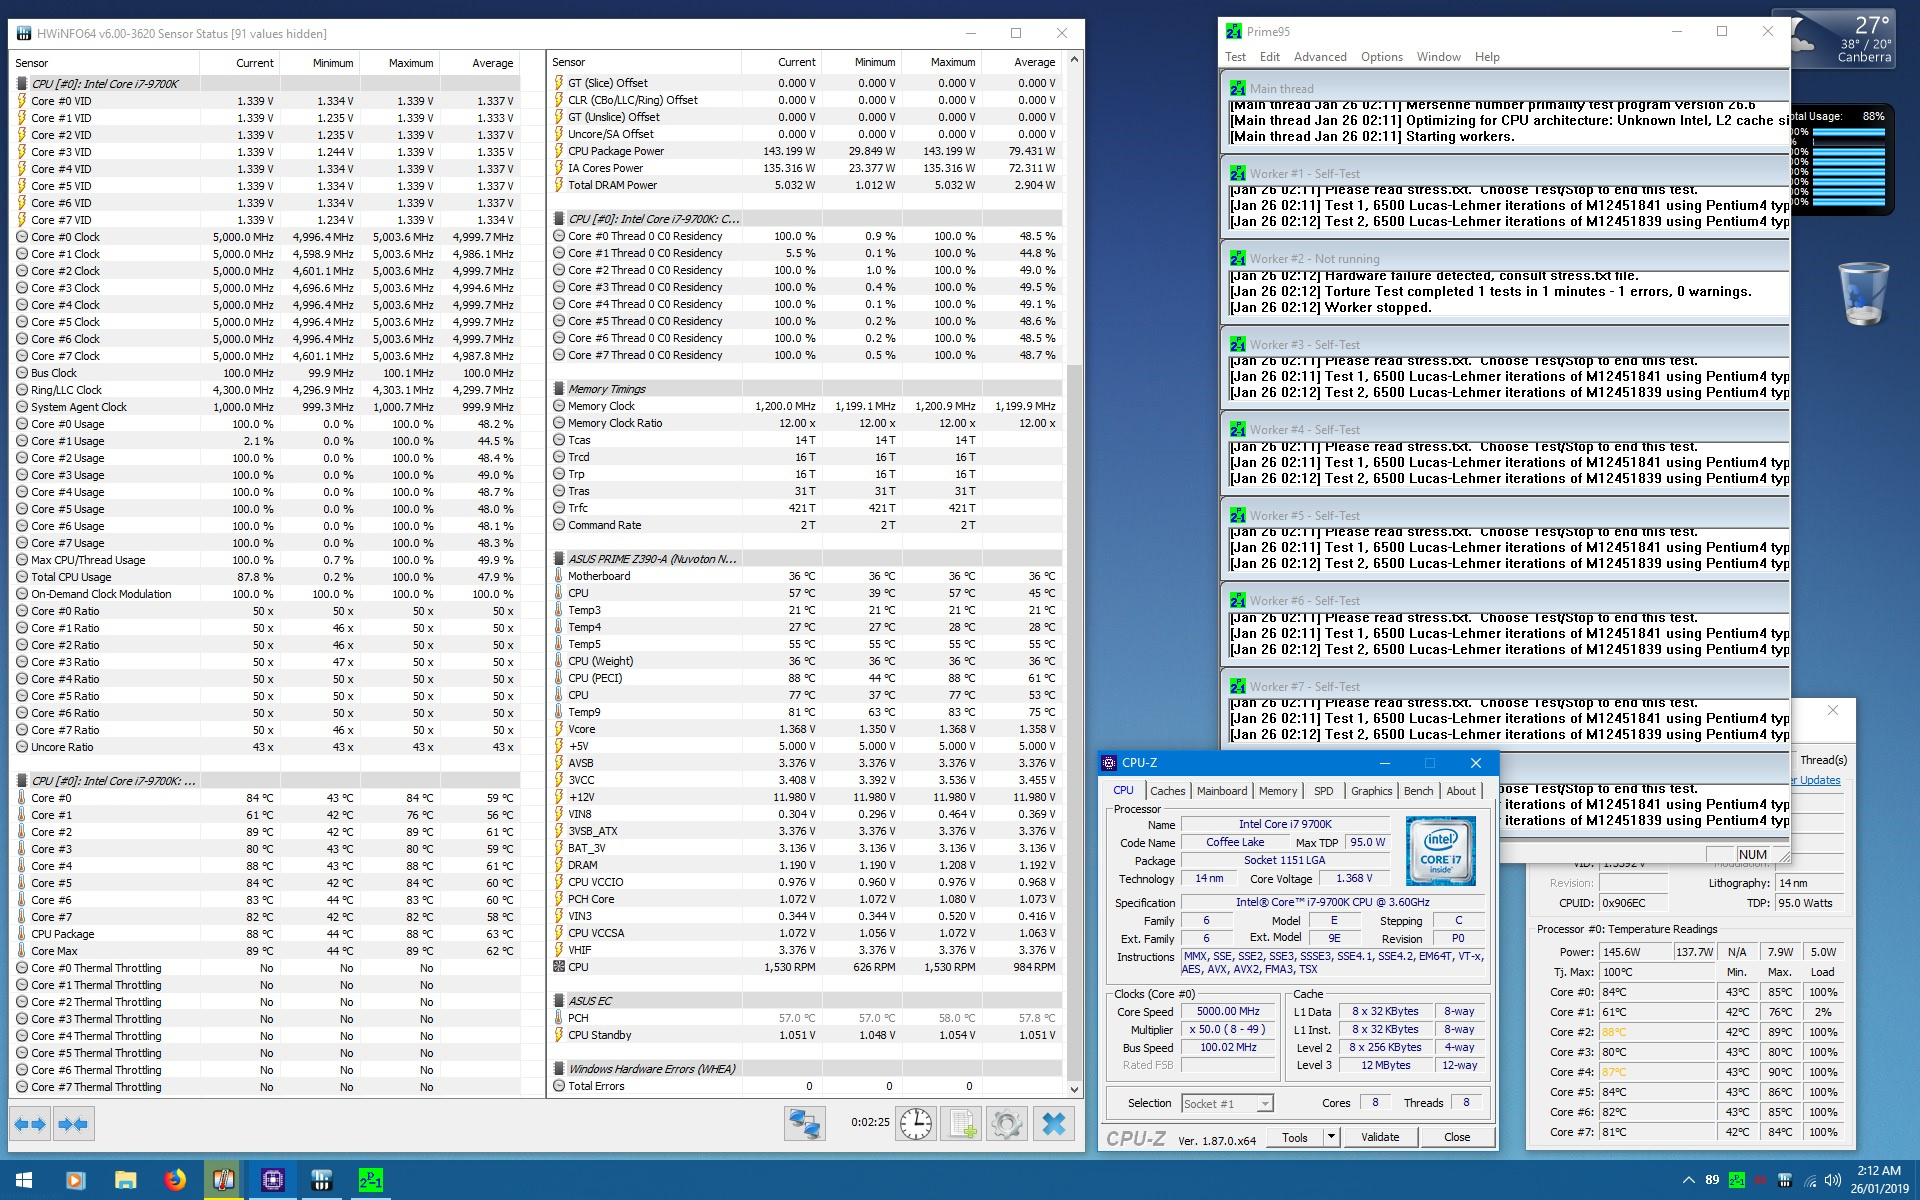 HWiNFO64 v6.00-3620 Sensor Status [91 values hidden]
Sensor Current Minimum Maximum Average
CPU [#0]: Intel Core i7-9700K
Core #0 VID 1.339 V 1.334 V 1.339 V 1.337 V
Core #1 VID 1.339 V 1.235 V 1.339 V 1.333 V
Core #2 VID 1.339 V 1.235 V 1.339 V 1.337 V
Core #3 VID 1.339 V 1.244 V 1.339 V 1.335 V
Core #4 VID 1.339 V 1.334 V 1.339 V 1.337 V
Core #5 VID 1.339 V 1.334 V 1.339 V 1.337 V
Core #6 VID 1.339 V 1.334 V 1.339 V 1.337 V
Core #7 VID 1.339 V 1.234 V 1.339 V 1.334 V
Core #0 Clock 5,000.0 MHz 4,996.4 MHz 5,003.6 MHz 4,999.7 MHz
Core #1 Clock 5,000.0 MHz 4,598.9 MHz 5,003.6 MHz 4,986.1 MHz
Core #2 Clock 5,000.0 MHz 4,601.1 MHz 5,003.6 MHz 4,999.7 MHz
Core #3 Clock 5,000.0 MHz 4,696.6 MHz 5,003.6 MHz 4,994.6 MHz
Core #4 Clock 5,000.0 MHz 4,996.4 MHz 5,003.6 MHz 4,999.7 MHz
Core #5 Clock 5,000.0 MHz 4,996.4 MHz 5,003.6 MHz 4,999.7 MHz
Core #6 Clock 5,000.0 MHz 4,996.4 MHz 5,003.6 MHz 4,999.7 MHz
Core #7 Clock 5,000.0 MHz 4,601.1 MHz 5,003.6 MHz 4,987.8 MHz
Bus Clock 100.0 MHz 99.9 MHz 100.1 MHz 100.0 MHz
Ring/LLC Clock 4,300.0 MHz 4,296.9 MHz 4,303.1 MHz 4,299.7 MHz
System Agent Clock 1,000.0 MHz 999.3 MHz 1,000.7 MHz 999.9 MHz
Core #0 Usage 100.0 % 0.0 % 100.0 % 48.2 %
Core #1 Usage 2.1 % 0.0 % 100.0 % 44.5 %
Core #2 Usage 100.0 % 0.0 % 100.0 % 48.4 %
Core #3 Usage 100.0 % 0.0 % 100.0 % 49.0 %
Core #4 Usage 100.0 % 0.0 % 100.0 % 48.7 %
Core #5 Usage 100.0 % 0.0 % 100.0 % 48.0 %
Core #6 Usage 100.0 % 0.0 % 100.0 % 48.1 %
Core #7 Usage 100.0 % 0.0 % 100.0 % 48.3 %
Max CPU/Thread Usage 100.0 % 0.7 % 100.0 % 49.9 %
Total CPU Usage 87.8 % 0.2 % 100.0 % 47.9 %
On-Demand Clock Modulation 100.0 % 100.0 % 100.0 % 100.0 %
Core #0 Ratio 50 x 50 x 50 x 50 x
Core #1 Ratio 50 x 46 x 50 x 50 x
Core #2 Ratio 50 x 46 x 50 x 50 x
Core #3 Ratio 50 x 47 x 50 x 50 x
Core #4 Ratio 50 x 50 x 50 x 50 x
Core #5 Ratio 50 x 50 x 50 x 50 x
Core #6 Ratio 50 x 50 x 50 x 50 x
Core #7 Ratio 50 x 46 x 50 x 50 x
Uncore Ratio 43 x 43 x 43 x 43 x
CPU [#0]: Intel Core i7-9700K: ...
Core #0 84 °C 43 °C 84 °C 59 °C
Core #1 61 °C 42 °C 76 °C 56 °C
Core #2 89 °C 42 °C 89 °C 61 °C
Core #3 80 °C 43 °C 80 °C 59 °C
Core #4 88 °C 43 °C 88 °C 61 °C
Core #5 84 °C 42 °C 84 °C 60 °C
Core #6 83 °C 44 °C 83 °C 60 °C
Core #7 82 °C 42 °C 82 °C 58 °C
CPU Package 88 °C 44 °C 88 °C 63 °C
Core Max 89 °C 44 °C 89 °C 62 °C
Core #0 Thermal Throttling No No No
Core #1 Thermal Throttling No No No
Core #2 Thermal Throttling No No No
Core #3 Thermal Throttling No No No
Core #4 Thermal Throttling No No No
Core #5 Thermal Throttling No No No
Core #6 Thermal Throttling No No No
Core #7 Thermal Throttling No No No
Sensor Current Minimum Maximum Average
GT (Slice) Offset 0.000 V 0.000 V 0.000 V 0.000 V
CLR (CBo/LLC/Ring) Offset 0.000 V 0.000 V 0.000 V 0.000 V
GT (Unslice) Offset 0.000 V 0.000 V 0.000 V 0.000 V
Uncore/SA Offset 0.000 V 0.000 V 0.000 V 0.000 V
CPU Package Power 143.199 W 29.849 W 143.199 W 79.431 W
IA Cores Power 135.316 W 23.377 W 135.316 W 72.311 W
Total DRAM Power 5.032 W 1.012 W 5.032 W 2.904 W
CPU [#0]: Intel Core i7-9700K: C...
Core #0 Thread 0 C0 Residency 100.0 % 0.9 % 100.0 % 48.5 %
Core #1 Thread 0 C0 Residency 5.5 % 0.1 % 100.0 % 44.8 %
Core #2 Thread 0 C0 Residency 100.0 % 1.0 % 100.0 % 49.0 %
Core #3 Thread 0 C0 Residency 100.0 % 0.4 % 100.0 % 49.5 %
Core #4 Thread 0 C0 Residency 100.0 % 0.1 % 100.0 % 49.1 %
Core #5 Thread 0 C0 Residency 100.0 % 0.2 % 100.0 % 48.6 %
Core #6 Thread 0 C0 Residency 100.0 % 0.2 % 100.0 % 48.5 %
Core #7 Thread 0 C0 Residency 100.0 % 0.5 % 100.0 % 48.7 %
Memory Timings
Memory Clock 1,200.0 MHz 1,199.1 MHz 1,200.9 MHz 1,199.9 MHz
Memory Clock Ratio 12.00 x 12.00 x 12.00 x 12.00 x
Tcas 14 T 14 T 14 T
Trcd 16 T 16 T 16 T
Trp 16 T 16 T 16 T
Tras 31 T 31 T 31 T
Trfc 421 T 421 T 421 T
Command Rate 2 T 2 T 2 T
ASUS PRIME Z390-A (Nuvoton N...
Motherboard 36 °C 36 °C 36 °C 36 °C
CPU 57 °C 39 °C 57 °C 45 °C
Temp3 21 °C 21 °C 21 °C 21 °C
Temp4 27 °C 27 °C 28 °C 28 °C
Temp5 55 °C 55 °C 55 °C 55 °C
CPU (Weight) 36 °C 36 °C 36 °C 36 °C
CPU (PECI) 88 °C 44 °C 88 °C 61 °C
CPU 77 °C 37 °C 77 °C 53 °C
Temp9 81 °C 63 °C 83 °C 75 °C
Vcore 1.368 V 1.350 V 1.368 V 1.358 V
+5V 5.000 V 5.000 V 5.000 V 5.000 V
AVSB 3.376 V 3.376 V 3.376 V 3.376 V
3VCC 3.408 V 3.392 V 3.536 V 3.455 V
+12V 11.980 V 11.980 V 11.980 V 11.980 V
VIN8 0.304 V 0.296 V 0.464 V 0.369 V
3VSB_ATX 3.376 V 3.376 V 3.376 V 3.376 V
BAT_3V 3.136 V 3.136 V 3.136 V 3.136 V
DRAM 1.190 V 1.190 V 1.208 V 1.192 V
CPU VCCIO 0.976 V 0.960 V 0.976 V 0.968 V
PCH Core 1.072 V 1.072 V 1.080 V 1.073 V
VIN3 0.344 V 0.344 V 0.520 V 0.416 V
CPU VCCSA 1.072 V 1.056 V 1.072 V 1.063 V
VHIF 3.376 V 3.376 V 3.376 V 3.376 V
CPU 1,530 RPM 626 RPM 1,530 RPM 984 RPM
ASUS EC
PCH 57.0 °C 57.0 °C 58.0 °C 57.8 °C
CPU Standby 1.051 V 1.048 V 1.054 V 1.051 V
Windows Hardware Errors (WHEA)
Total Errors 0 0 0
0:02:25
Prime95
Test Edit Advanced Options Window Help
Main thread
[Main thread Jan 26 02:11] Mersenne number primality test program version 26.6
[Main thread Jan 26 02:11] Optimizing for CPU architecture: Unknown Intel, L2 cache si
[Main thread Jan 26 02:11] Starting workers.
Worker #1 - Self-Test
[Jan 26 02:11] Please read stress.txt. Choose Test/Stop to end this test.
[Jan 26 02:11] Test 1, 6500 Lucas-Lehmer iterations of M12451841 using Pentium4 typ
[Jan 26 02:12] Test 2, 6500 Lucas-Lehmer iterations of M12451839 using Pentium4 typ
Worker #2 - Not running
[Jan 26 02:12] Hardware failure detected, consult stress.txt file.
[Jan 26 02:12] Torture Test completed 1 tests in 1 minutes - 1 errors, 0 warnings.
[Jan 26 02:12] Worker stopped.
Worker #3 - Self-Test
[Jan 26 02:11] Please read stress.txt. Choose Test/Stop to end this test.
[Jan 26 02:11] Test 1, 6500 Lucas-Lehmer iterations of M12451841 using Pentium4 typ
[Jan 26 02:12] Test 2, 6500 Lucas-Lehmer iterations of M12451839 using Pentium4 typ
Worker #4 - Self-Test
[Jan 26 02:11] Please read stress.txt. Choose Test/Stop to end this test.
[Jan 26 02:11] Test 1, 6500 Lucas-Lehmer iterations of M12451841 using Pentium4 typ
[Jan 26 02:12] Test 2, 6500 Lucas-Lehmer iterations of M12451839 using Pentium4 typ
Worker #5 - Self-Test
[Jan 26 02:11] Please read stress.txt. Choose Test/Stop to end this test.
[Jan 26 02:11] Test 1, 6500 Lucas-Lehmer iterations of M12451841 using Pentium4 typ
[Jan 26 02:12] Test 2, 6500 Lucas-Lehmer iterations of M12451839 using Pentium4 typ
Worker #6 - Self-Test
[Jan 26 02:11] Please read stress.txt. Choose Test/Stop to end this test.
[Jan 26 02:11] Test 1, 6500 Lucas-Lehmer iterations of M12451841 using Pentium4 typ
[Jan 26 02:12] Test 2, 6500 Lucas-Lehmer iterations of M12451839 using Pentium4 typ
Worker #7 - Self-Test
[Jan 26 02:11] Please read stress.txt. Choose Test/Stop to end this test.
[Jan 26 02:11] Test 1, 6500 Lucas-Lehmer iterations of M12451841 using Pentium4 typ
[Jan 26 02:12] Test 2, 6500 Lucas-Lehmer iterations of M12451839 using Pentium4 typ
oose Test/Stop to end this test.
iterations of M12451841 using Pentium4 typ
iterations of M12451839 using Pentium4 typ
NUM
27°
38° / 20°
Canberra
otal Usage: 88%
CPU-Z
CPU Caches Mainboard Memory SPD Graphics Bench About
Processor
Name Intel Core i7 9700K
Code Name Coffee Lake Max TDP 95.0 W
Package Socket 1151 LGA
Technology 14 nm Core Voltage 1.368 V
intel CORE i7 inside
Specification Intel® Core™ i7-9700K CPU @ 3.60GHz
Family 6 Model E Stepping C
Ext. Family 6 Ext. Model 9E Revision P0
Instructions MMX, SSE, SSE2, SSE3, SSSE3, SSE4.1, SSE4.2, EM64T, VT-x,
AES, AVX, AVX2, FMA3, TSX
Clocks (Core #0)
Core Speed 5000.00 MHz
Multiplier x 50.0 ( 8 - 49 )
Bus Speed 100.02 MHz
Rated FSB
Cache
L1 Data 8 x 32 KBytes 8-way
L1 Inst. 8 x 32 KBytes 8-way
Level 2 8 x 256 KBytes 4-way
Level 3 12 MBytes 12-way
Selection Socket #1 Cores 8 Threads 8
CPU-Z Ver. 1.87.0.x64 Tools Validate Close
Thread(s)
er Updates
VID: 1.3392 V Modulation:
Revision: Lithography: 14 nm
CPUID: 0x906EC TDP: 95.0 Watts
Processor #0: Temperature Readings
Power: 145.6W 137.7W N/A 7.9W 5.0W
Tj. Max: 100°C Min. Max. Load
Core #0: 84°C 43°C 85°C 100%
Core #1: 61°C 42°C 76°C 2%
Core #2: 88°C 42°C 89°C 100%
Core #3: 80°C 43°C 80°C 100%
Core #4: 87°C 43°C 90°C 100%
Core #5: 84°C 43°C 86°C 100%
Core #6: 82°C 43°C 85°C 100%
Core #7: 81°C 42°C 84°C 100%
89
2:12 AM
26/01/2019